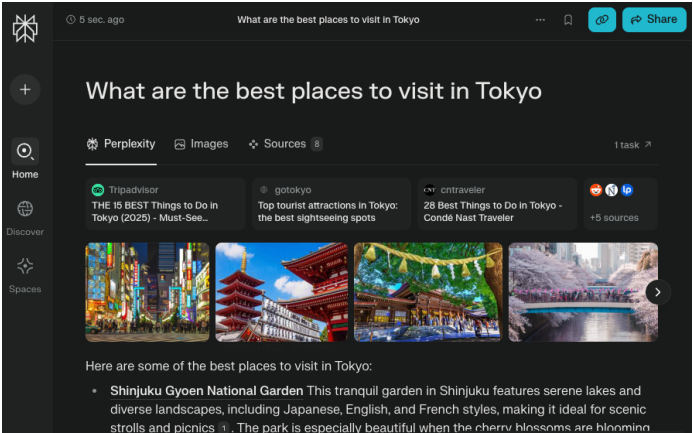 5 sec. ago
What are the best places to visit in Tokyo
Share
What are the best places to visit in Tokyo
Home
Discover
Spaces
Perplexity
Images
Sources 8
1 task
Tripadvisor
THE 15 BEST Things to Do in
Tokyo (2025) - Must-See...
gotokyo
Top tourist attractions in Tokyo:
the best sightseeing spots
CNT
cntraveler
28 Best Things to Do in Tokyo -
Condé Nast Traveler
lp
+5 sources
Here are some of the best places to visit in Tokyo:
Shinjuku Gyoen National Garden This tranquil garden in Shinjuku features serene lakes and
diverse landscapes, including Japanese, English, and French styles, making it ideal for scenic
strolls and picnics 1 . The park is especially beautiful when the cherry blossoms are blooming